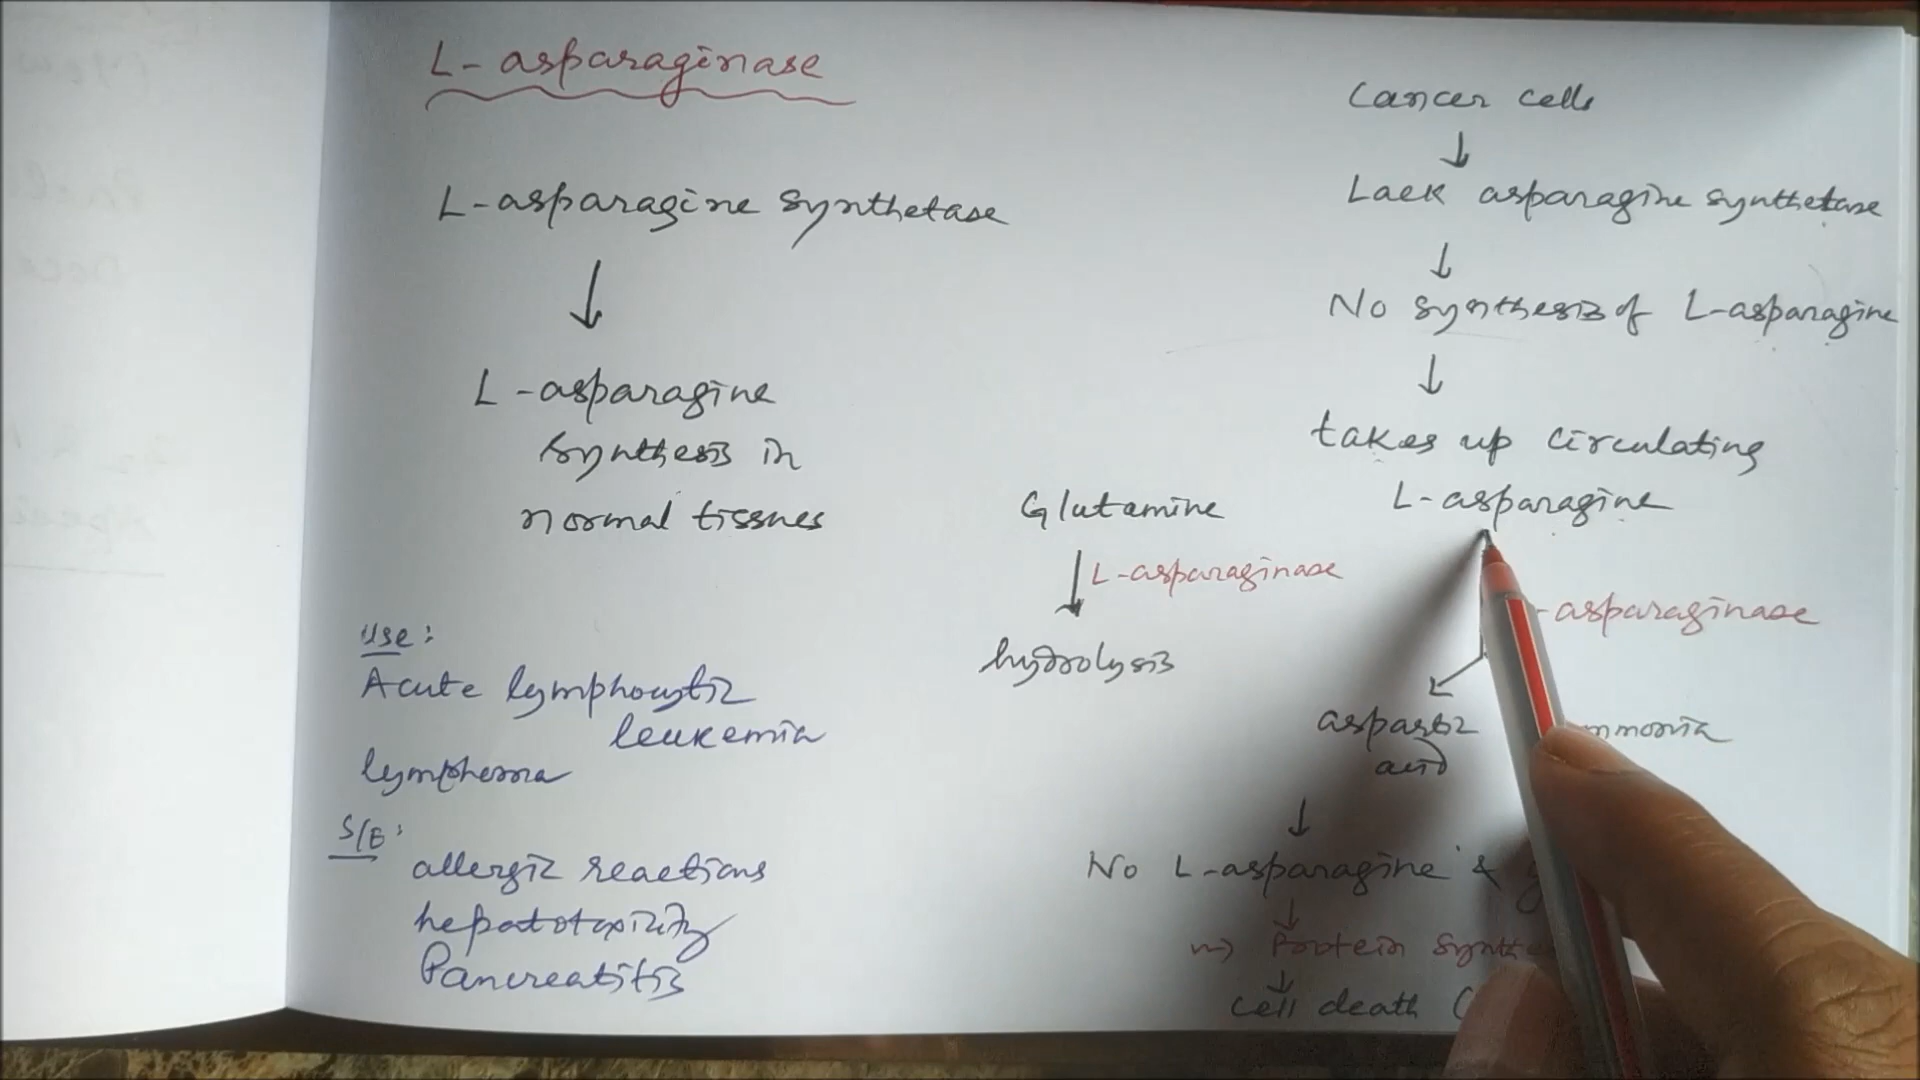 L-asparaginase
L-asparagine synthetase
↓
L-asparagine
synthesis in
normal tissues
Use:
Acute lymphocytic
leukemia
lymphoma
S/E:
allergic reactions
hepatotoxicity
Pancreatitis
Cancer cells
↓
Lack asparagine synthetase
↓
No synthesis of L-asparagine
↓
takes up circulating
L-asparagine
-asparaginase
aspartic
acid
mmonia
Glutamine
↓ L-asparaginase
hydrolysis
↓
No L-asparagine &
↓
Protein synthe
↓
cell death (